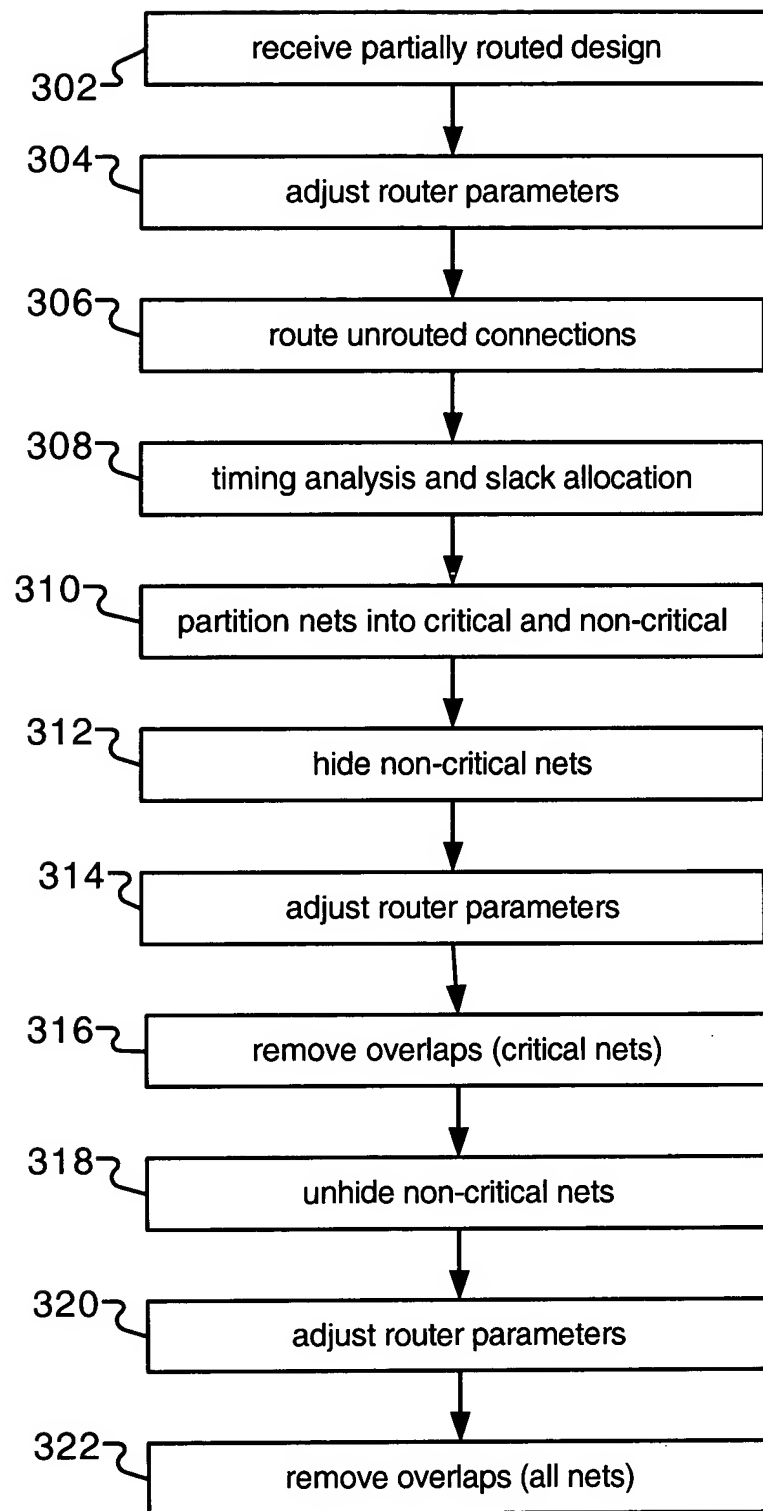 receive partially routed design
302
304
adjust router parameters
306
route unrouted connections
308
timing analysis and slack allocation
310
partition nets into critical and non-critical
312
hide non-critical nets
314
adjust router parameters
316
remove overlaps (critical nets)
318
unhide non-critical nets
320
adjust router parameters
322
remove overlaps (all nets)